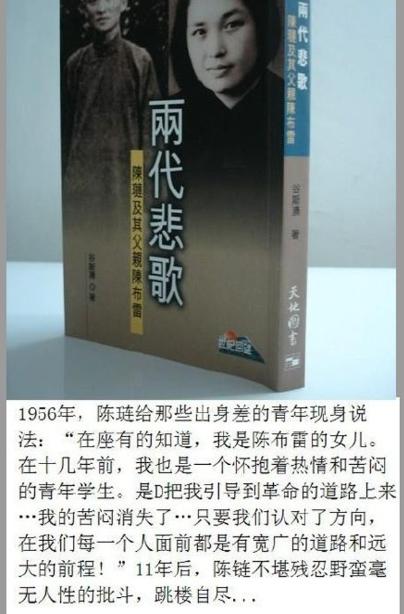 兩代悲歌
陳璉及其父親陳布雷
谷斯湧 ◎ 著
世紀回望
兩代悲歌
陳璉及其父親陳布雷
谷斯湧 著
天地圖書
1956年，陈琏给那些出身差的青年现身说
法：“在座有的知道，我是陈布雷的女儿。
在十几年前，我也是一个怀抱着热情和苦闷
的青年学生。是D把我引导到革命的道路上来
…我的苦闷消失了…只要我们认对了方向，
在我们每一个人面前都是有宽广的道路和远
大的前程！”11年后，陈链不堪残忍野蛮
无人性的批斗，跳楼自尽...